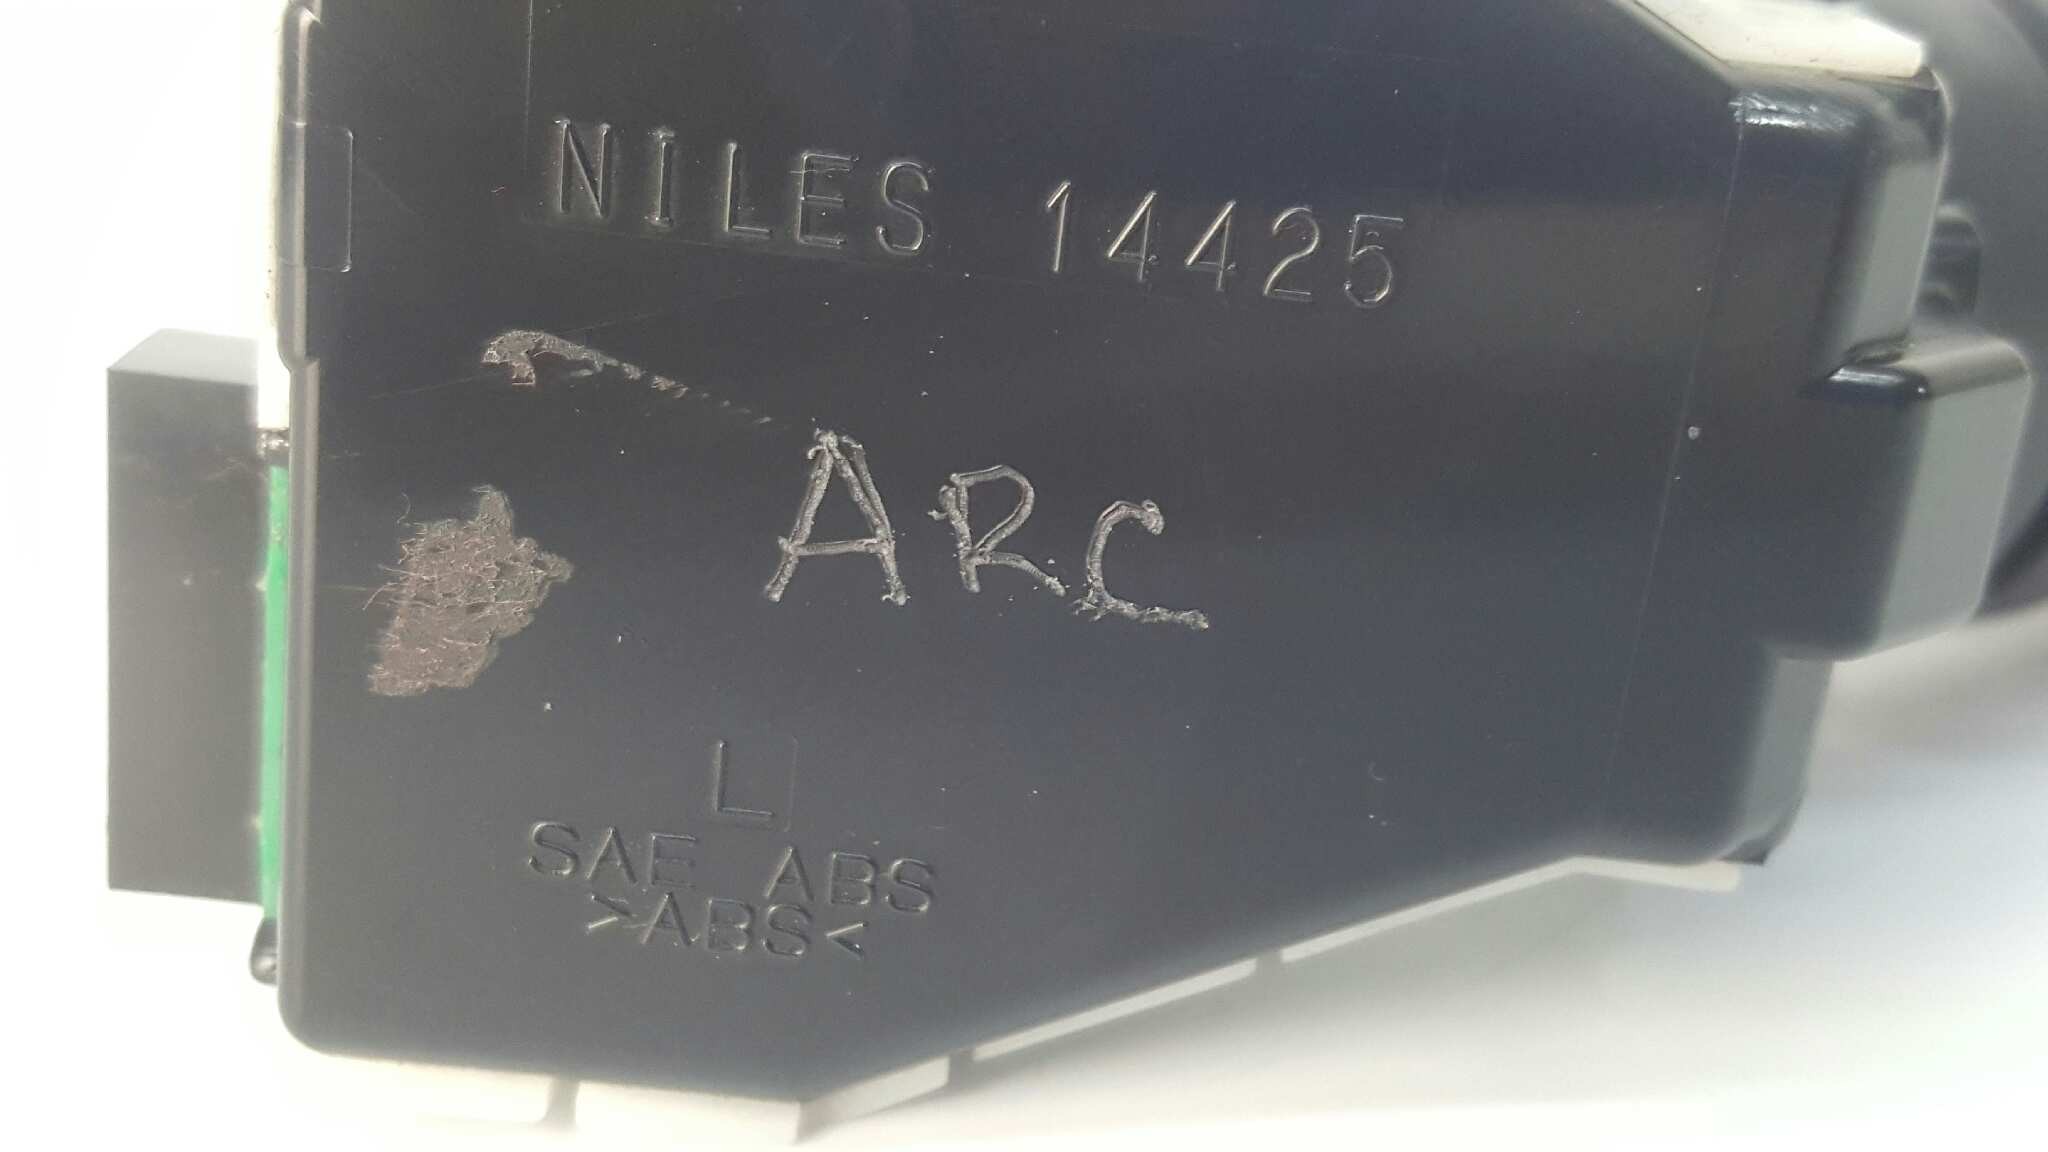 NILES 14425
ARC
L
SAE ABS
>ABS<